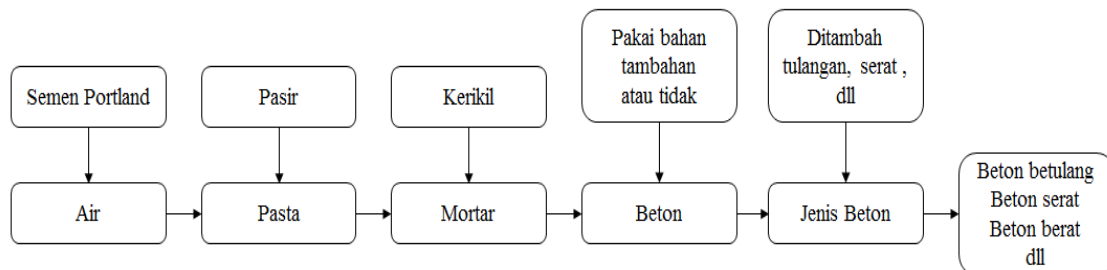 Semen Portland
Pasir
Kerikil
Pakai bahan
tambahan
atau tidak
Ditambah
tulangan, serat ,
dll
Air
Pasta
Mortar
Beton
Jenis Beton
Beton betulang
Beton serat
Beton berat
dll